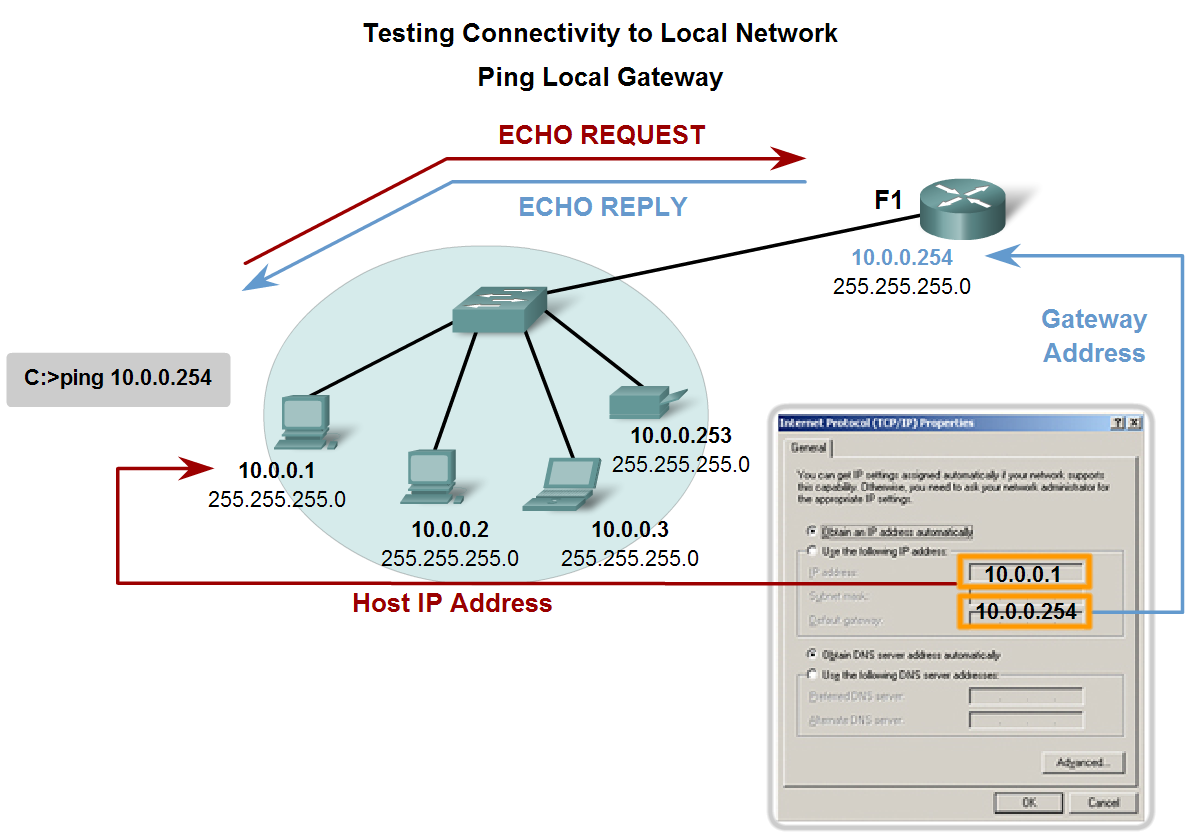 Testing Connectivity to Local Network
Ping Local Gateway
ECHO REQUEST
ECHO REPLY
F1
10.0.0.254
255.255.255.0
Gateway
Address
C:>ping 10.0.0.254
10.0.0.1
255.255.255.0
10.0.0.2
255.255.255.0
10.0.0.3
255.255.255.0
10.0.0.253
255.255.255.0
Host IP Address
Internet Protocol (TCP/IP) Properties
General
You can get IP settings assigned automatically if your network supports
this capability. Otherwise, you need to ask your network administrator for
the appropriate IP settings.
Obtain an IP address automatically
Use the following IP address:
IP address:
10.0.0.1
Subnet mask:
Default gateway:
10.0.0.254
Obtain DNS server address automatically
Use the following DNS server addresses:
Preferred DNS server:
Alternate DNS server:
Advanced...
OK
Cancel